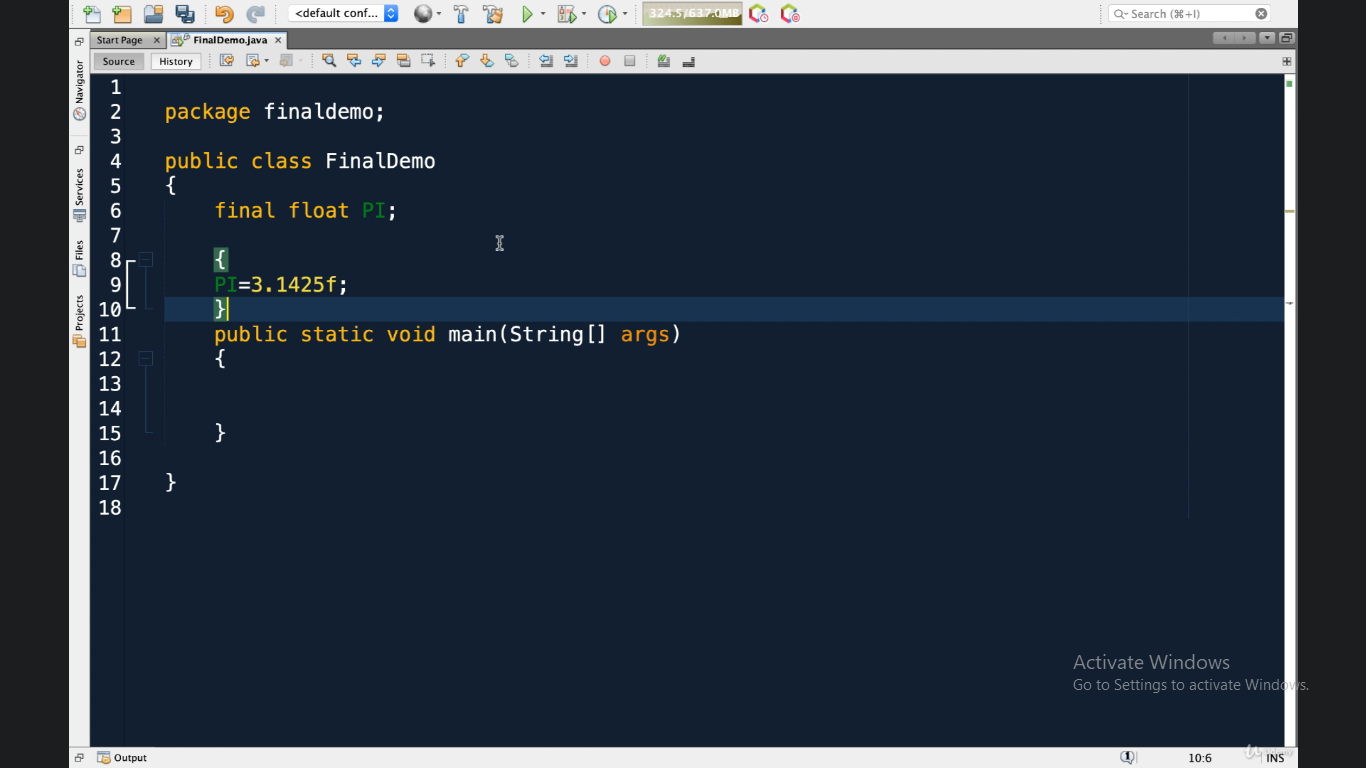 <default conf...
324.5/637.0MB
Search (⌘+I)
Start Page
FinalDemo.java
Source
History
Navigator
Services
Files
Projects
1
2 package finaldemo;
3
4 public class FinalDemo
5 {
6 final float PI;
7
8 {
9 PI=3.1425f;
10 }
11 public static void main(String[] args)
12 {
13
14
15 }
16
17 }
18
Activate Windows
Go to Settings to activate Windows.
Output
1
10:6
INS